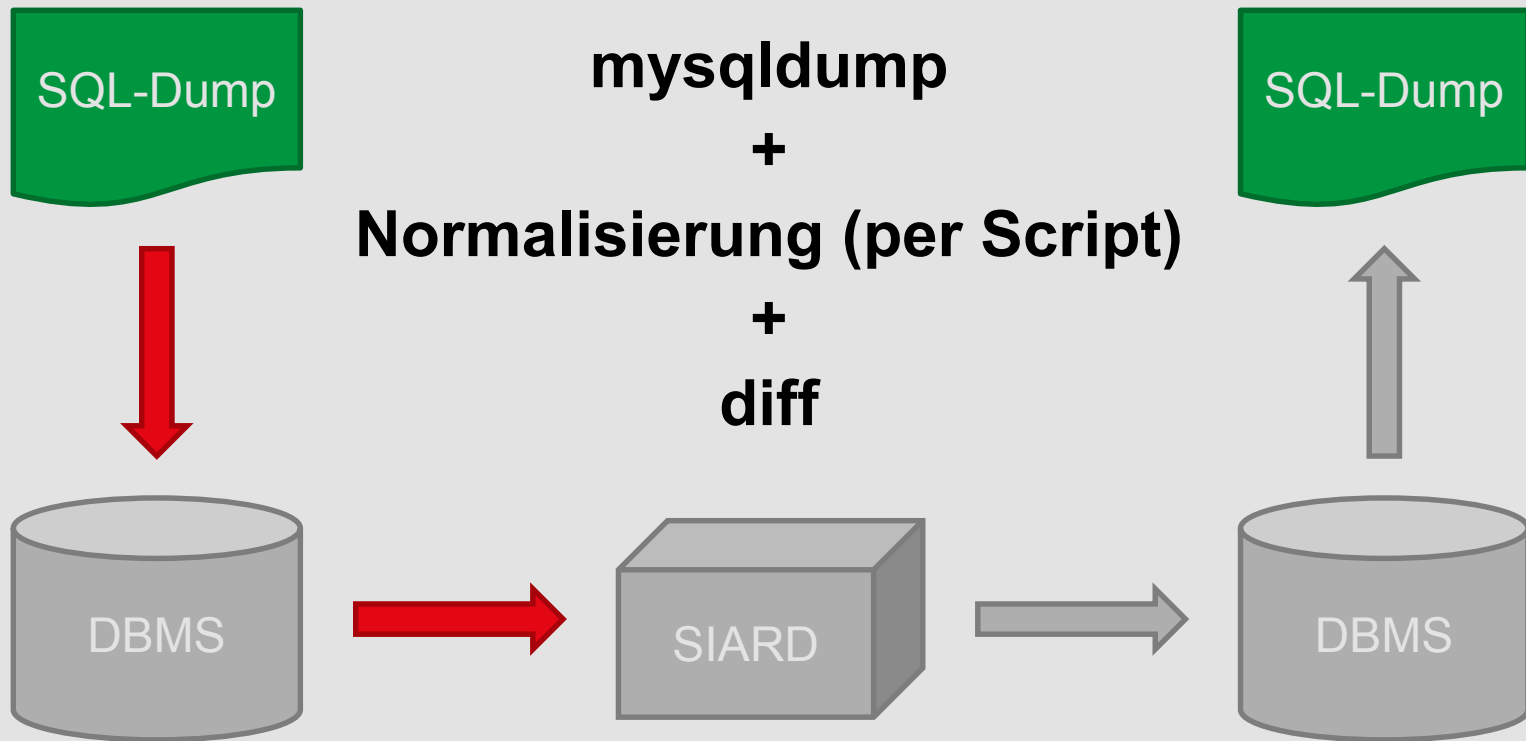 SQL-Dump
mysqldump
+
Normalisierung (per Script)
+
diff
SQL-Dump
DBMS
SIARD
DBMS